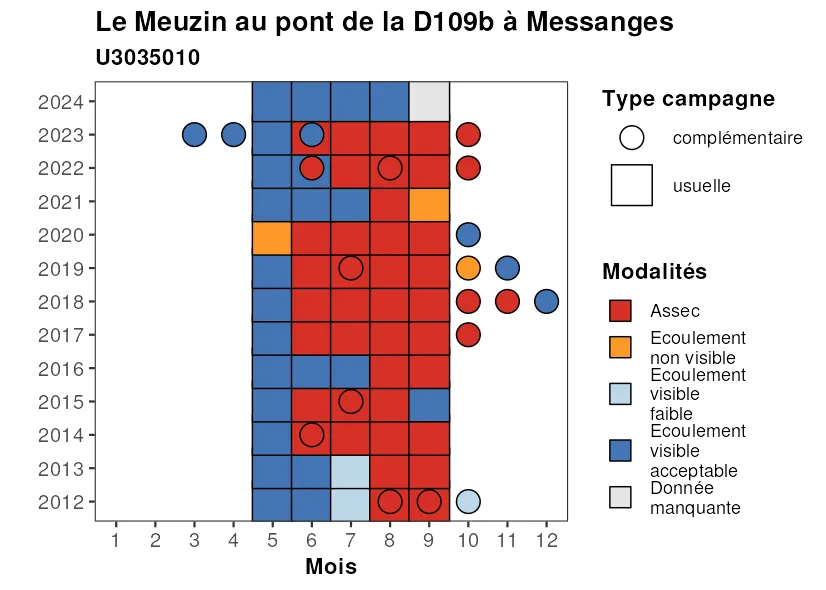 Le Meuzin au pont de la D109b à Messanges
U3035010
2024
2023
2022
2021
2020
2019
2018
2017
2016
2015
2014
2013
2012
1 2 3 4 5 6 7 8 9 10 11 12
Mois
Type campagne
complémentaire
usuelle
Modalités
Assec
Ecoulement
non visible
Ecoulement
visible
faible
Ecoulement
visible
acceptable
Donnée
manquante